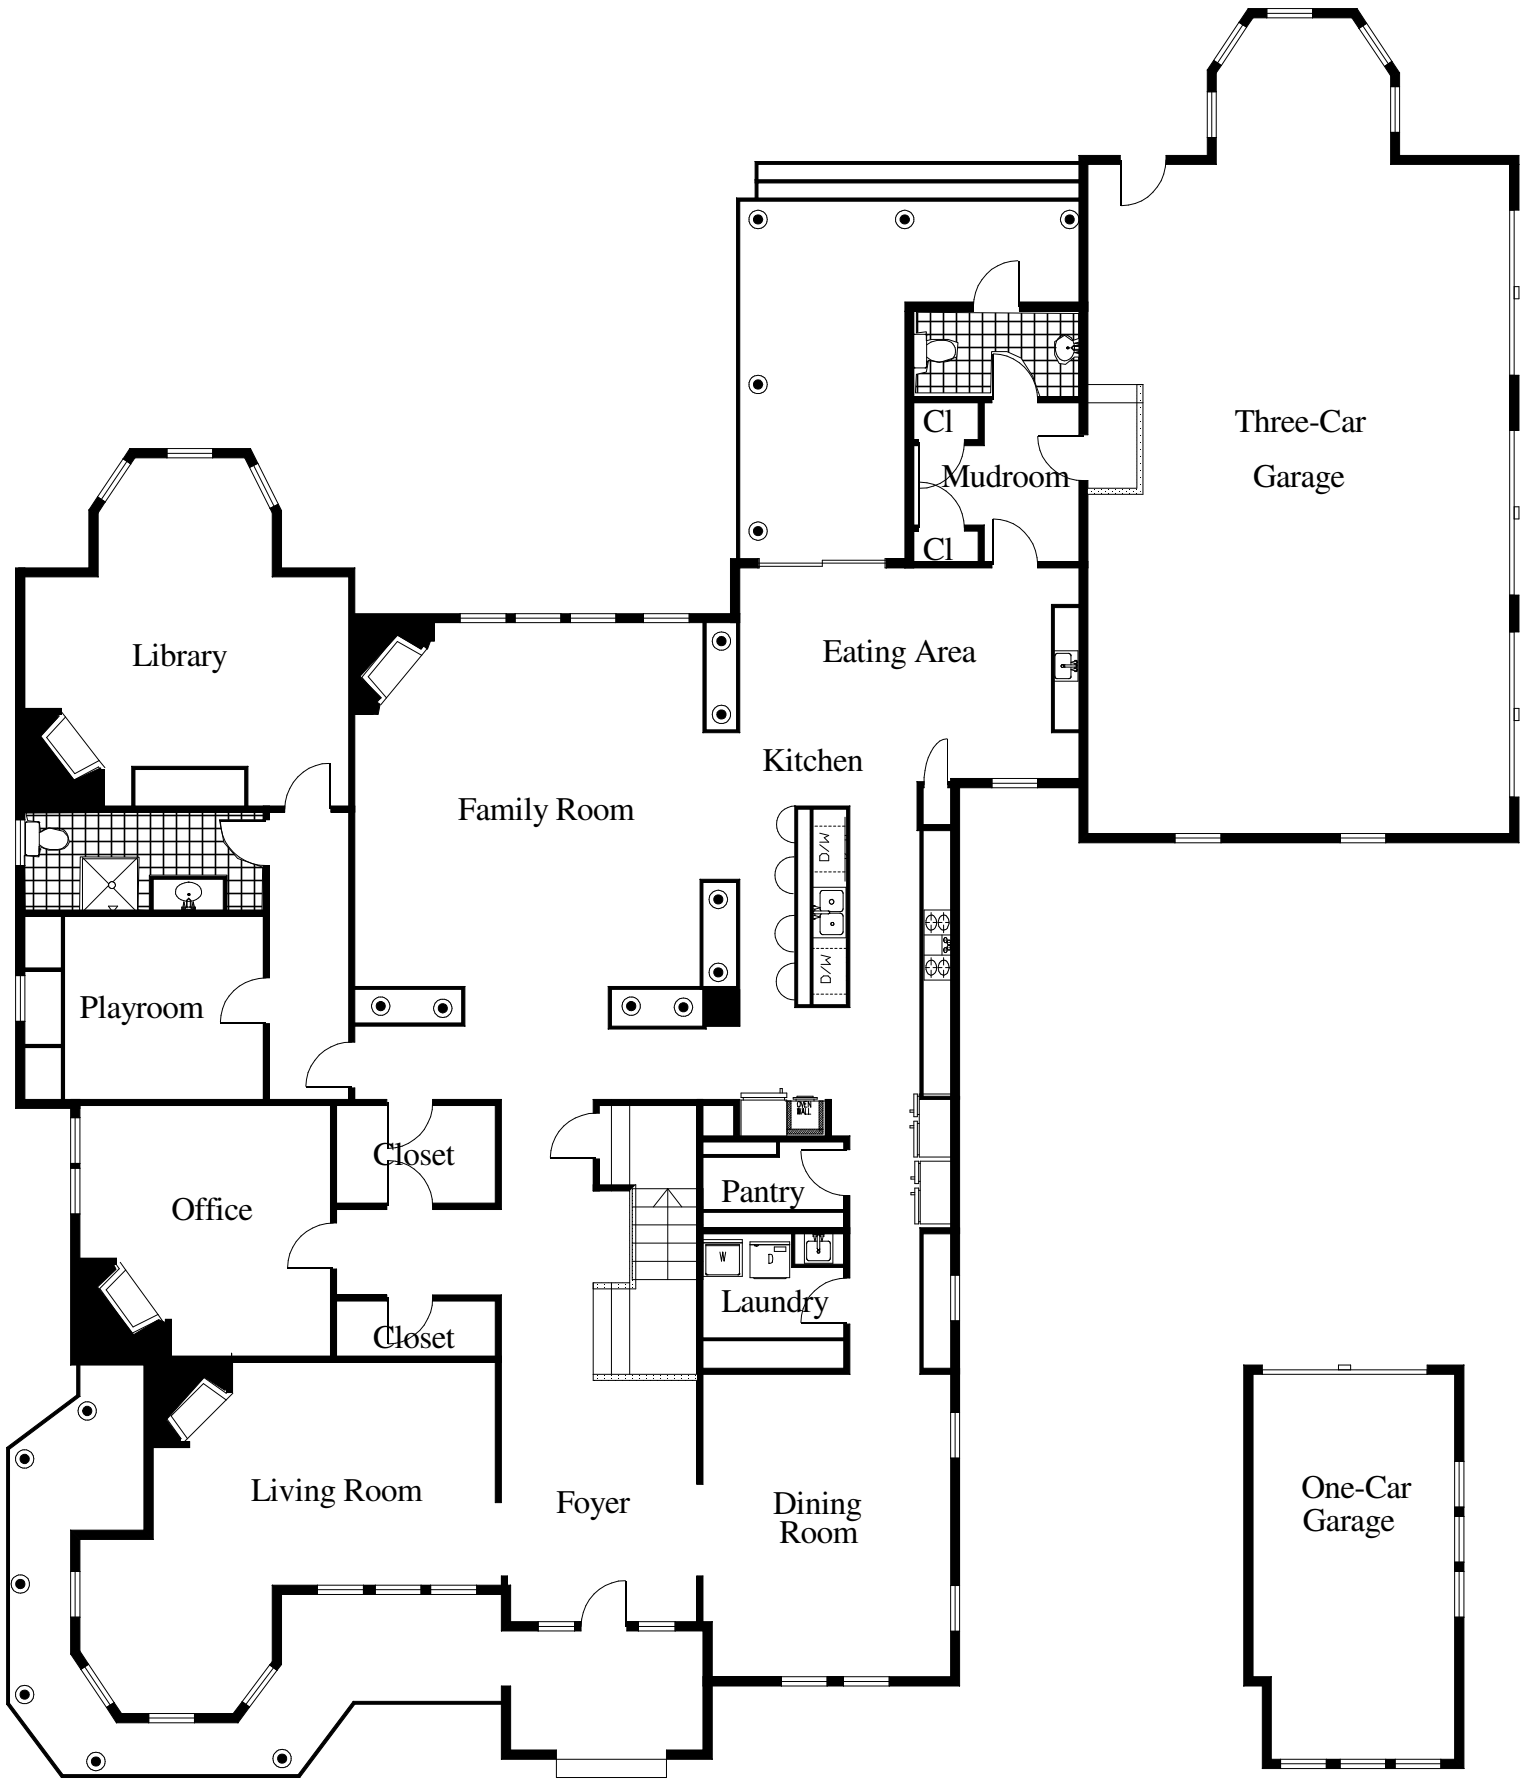 Cl
Three-Car
Garage
Mudroom
Cl
Library
Eating Area
Kitchen
Family Room
M/D
M/D
Playroom
OVEN
WALL
Closet
Pantry
Office
W
D
Laundry
Closet
Living Room
Foyer
Dining
Room
One-Car
Garage